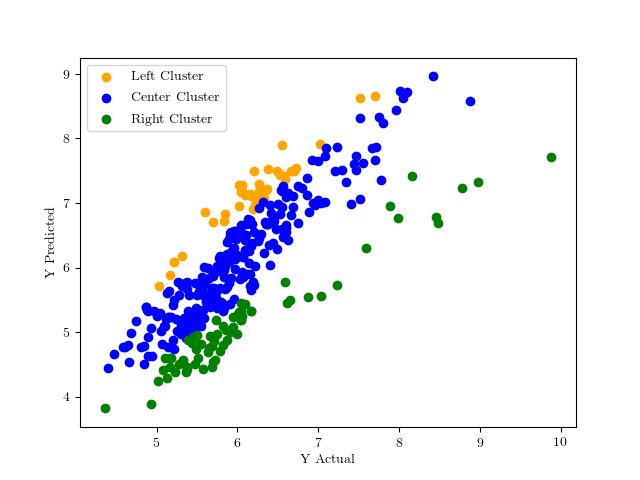 9
8
7
6
5
4
Y Predicted
Left Cluster
Center Cluster
Right Cluster
5 6 7 8 9 10
Y Actual